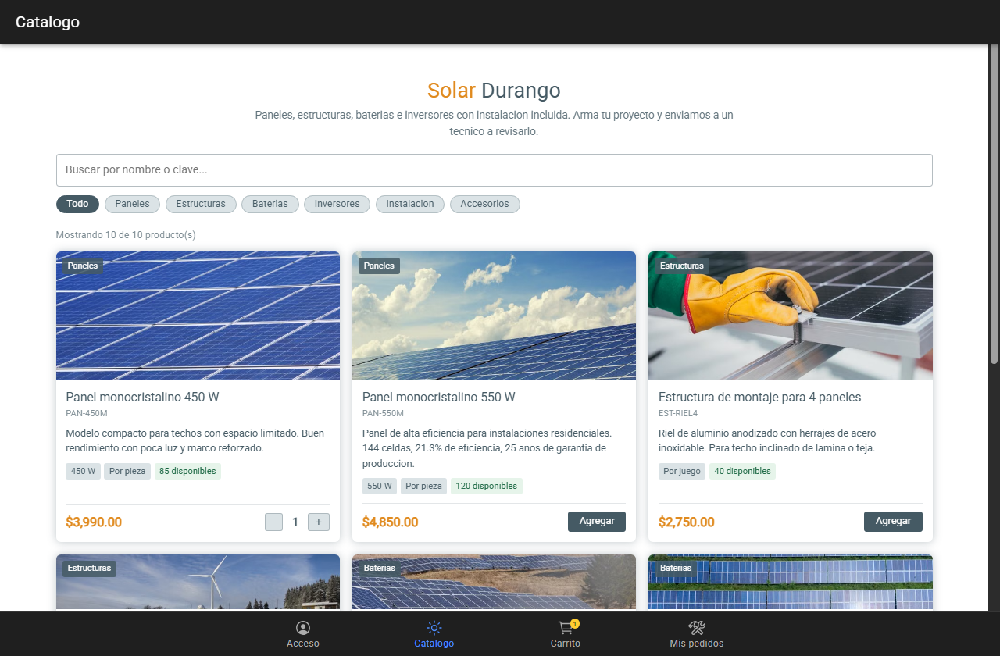 Catalogo
Solar Durango
Paneles, estructuras, baterias e inversores con instalacion incluida. Arma tu proyecto y enviamos a un
tecnico a revisarlo.
Buscar por nombre o clave...
Todo Paneles Estructuras Baterias Inversores Instalacion Accesorios
Mostrando 10 de 10 producto(s)
Paneles
Panel monocristalino 450 W
PAN-450M
Modelo compacto para techos con espacio limitado. Buen
rendimiento con poca luz y marco reforzado.
450 W Por pieza 85 disponibles
$3,990.00 - 1 +
Paneles
Panel monocristalino 550 W
PAN-550M
Panel de alta eficiencia para instalaciones residenciales.
144 celdas, 21.3% de eficiencia, 25 anos de garantia de
produccion.
550 W Por pieza 120 disponibles
$4,850.00 Agregar
Estructuras
Estructura de montaje para 4 paneles
EST-RIEL4
Riel de aluminio anodizado con herrajes de acero
inoxidable. Para techo inclinado de lamina o teja.
Por juego 40 disponibles
$2,750.00 Agregar
Estructuras
Baterias
Baterias
1
Acceso Catalogo Carrito Mis pedidos